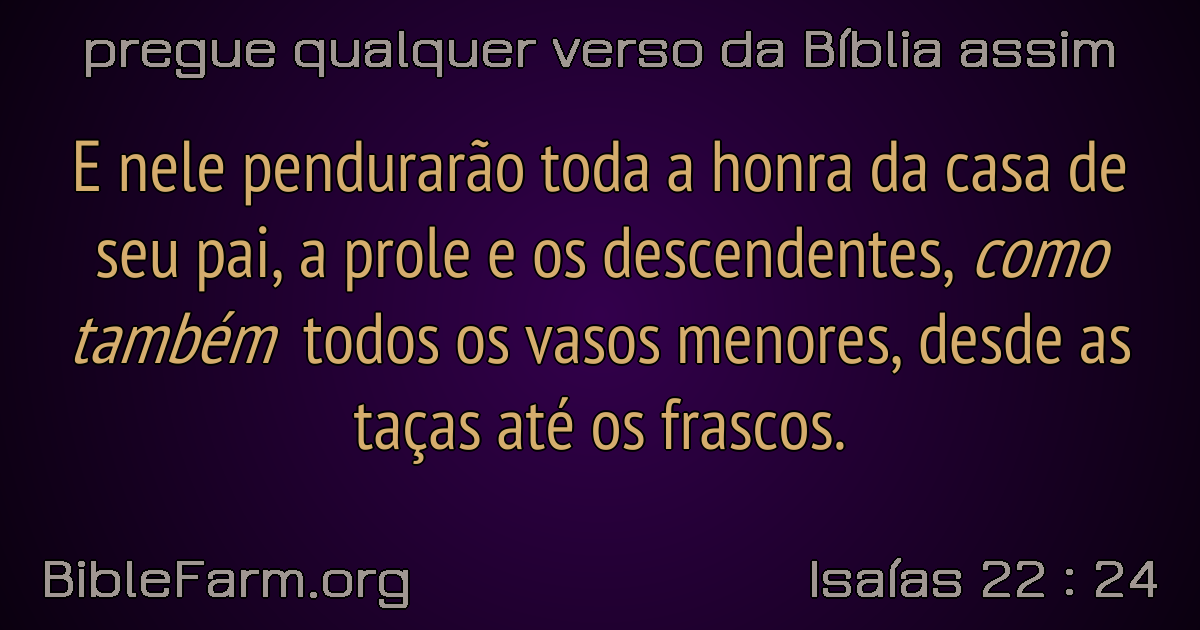 pregue qualquer verso da Bíblia assim
E nele pendurarão toda a honra da casa de
seu pai, a prole e os descendentes, como
também todos os vasos menores, desde as
taças até os frascos.
BibleFarm.org
Isaías 22 : 24